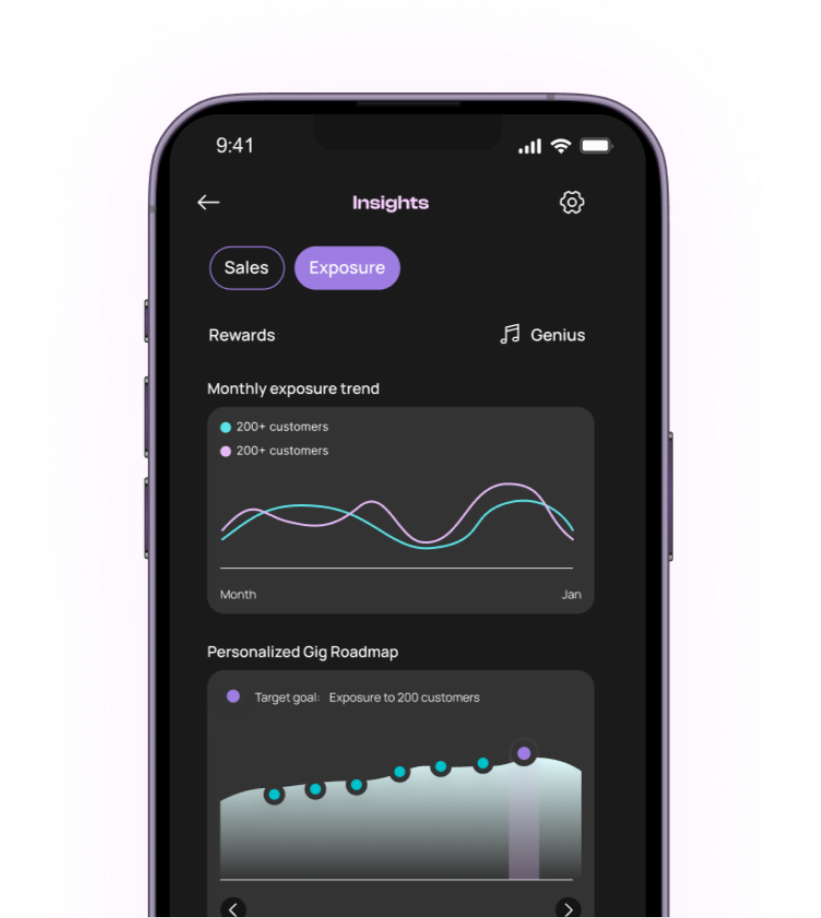 9:41
Insights
Sales Exposure
Rewards Genius
Monthly exposure trend
200+ customers
200+ customers
Month Jan
Personalized Gig Roadmap
Target goal: Exposure to 200 customers